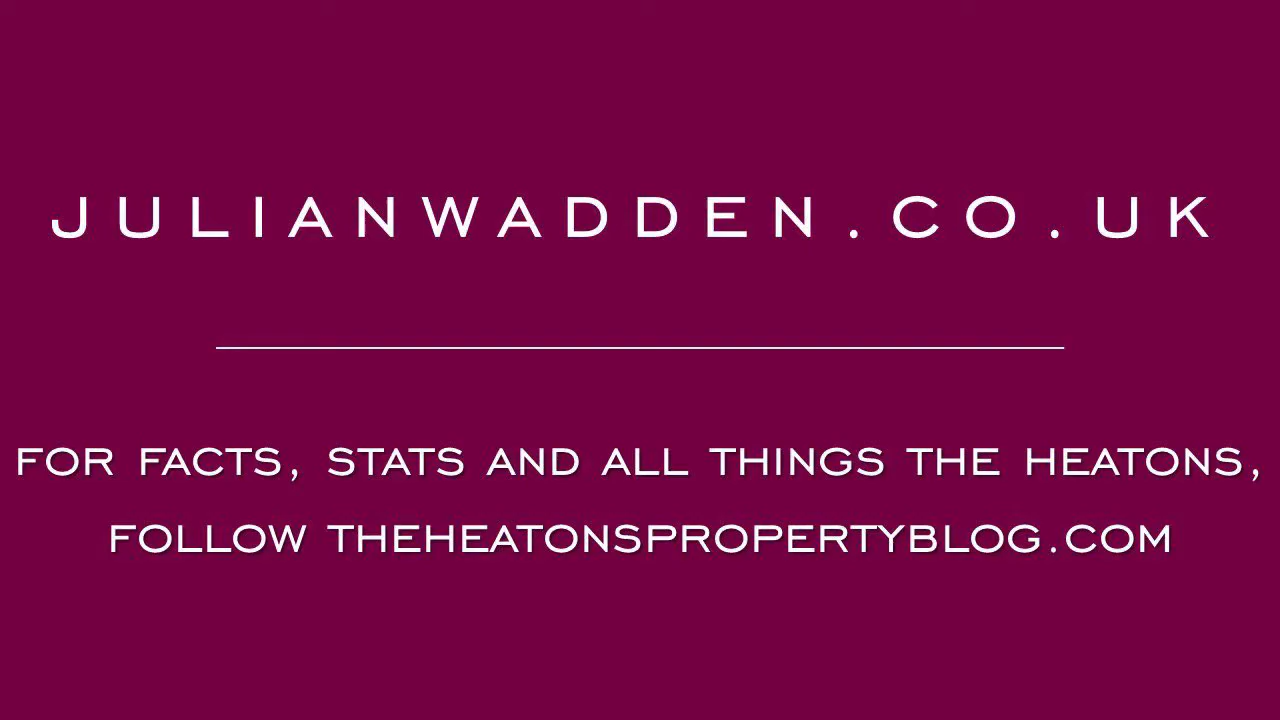 JULIANWADDEN.CO.UK
FOR FACTS, STATS AND ALL THINGS THE HEATONS,
FOLLOW THEHEATONSPROPERTYBLOG.COM